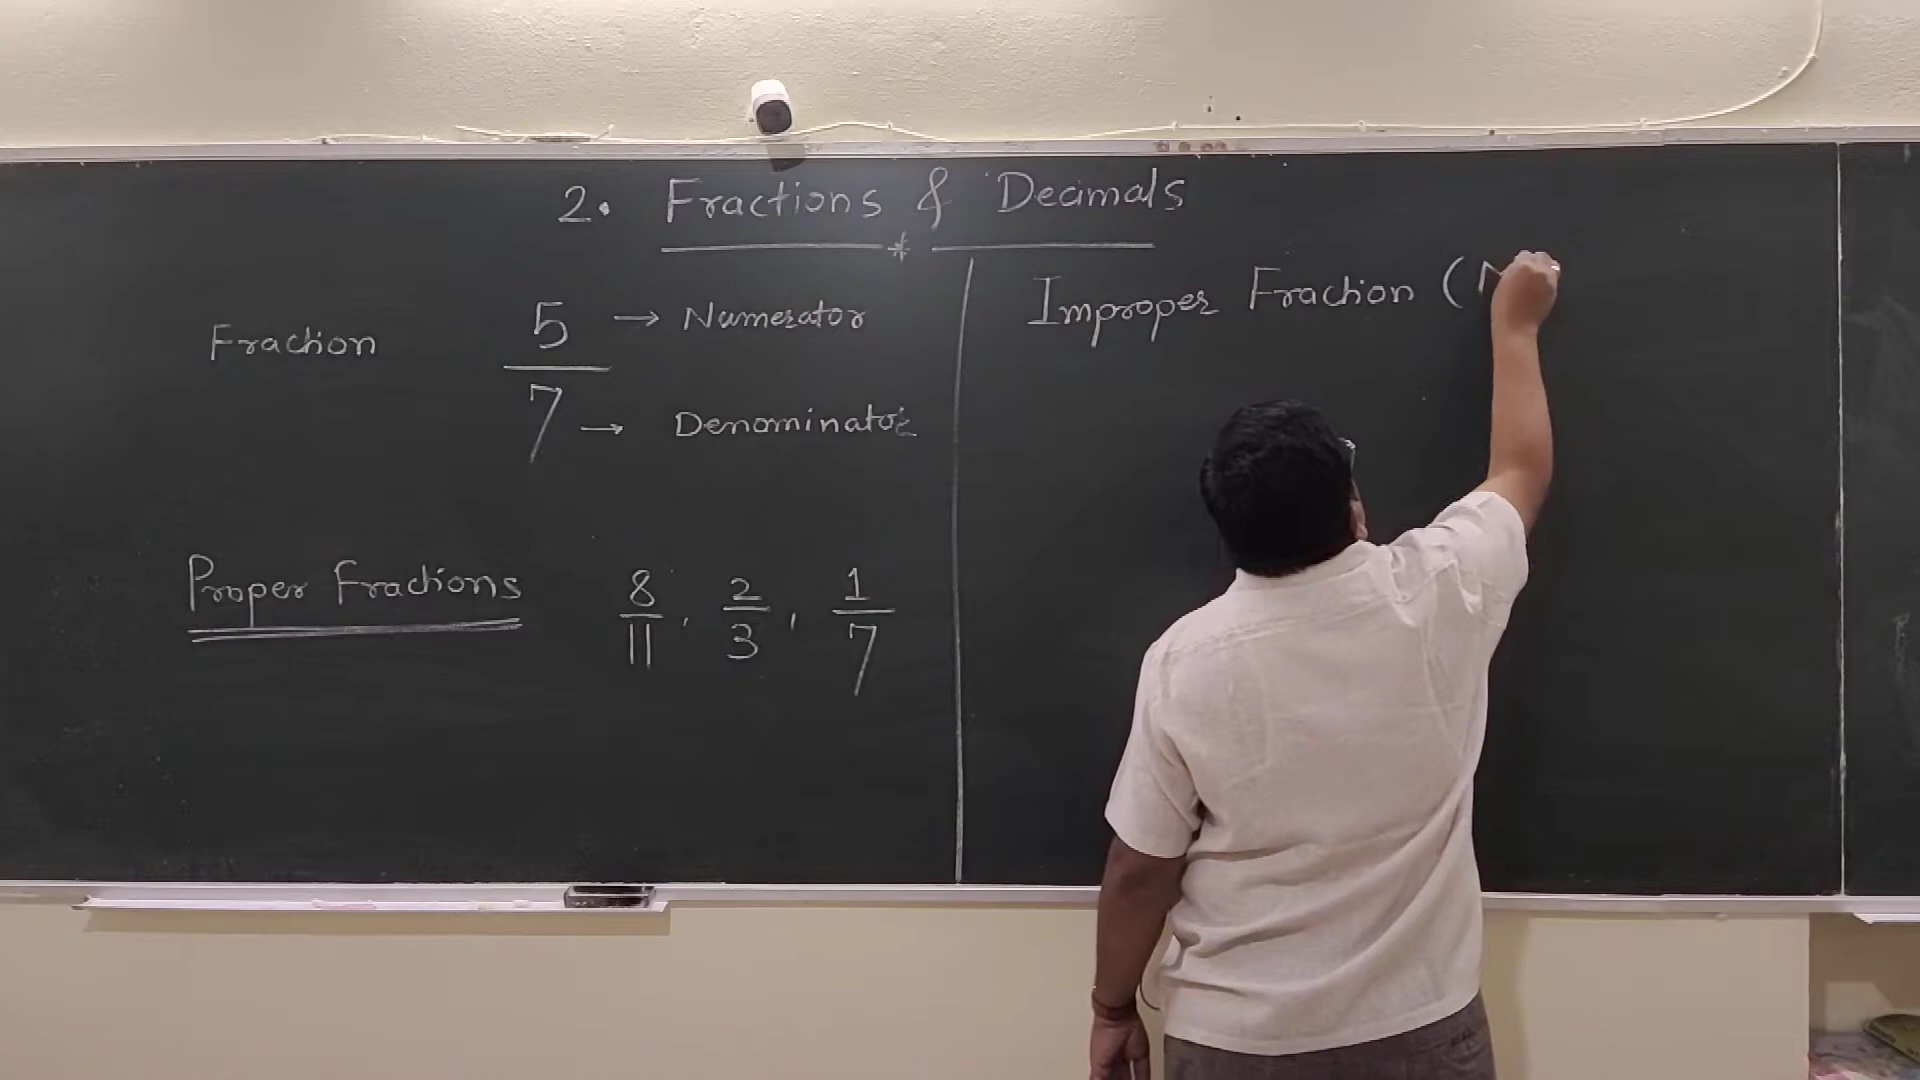 2. Fractions & Decimals
Fraction 5/7
→ Numerator
→ Denominator
Proper Fractions 8/11, 2/3, 1/7
Improper Fraction (N